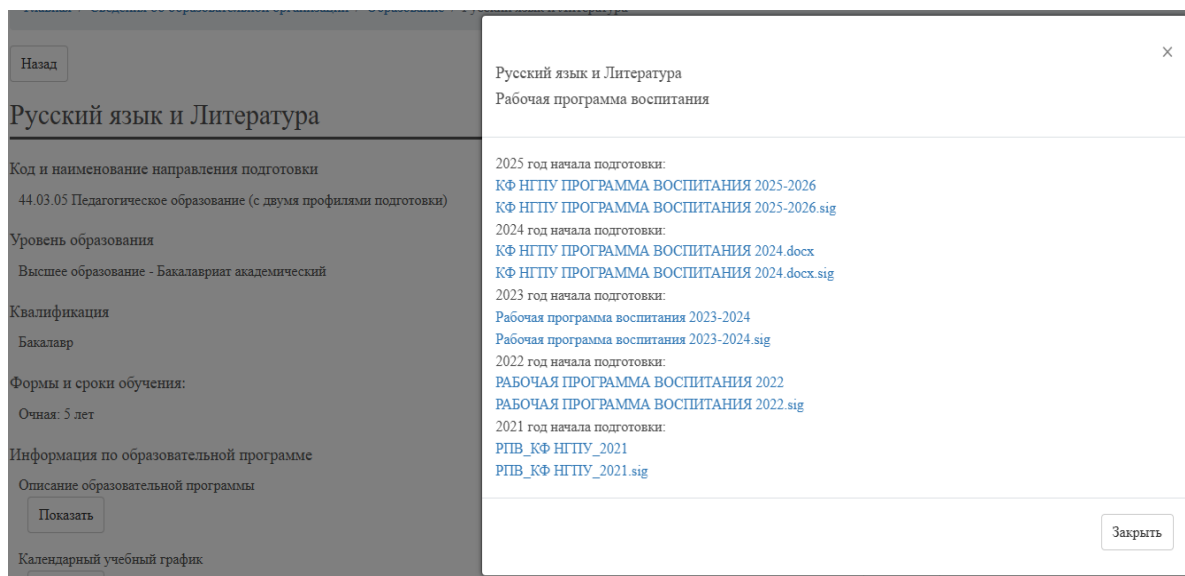 Назад
Русский язык и Литература
Код и наименование направления подготовки
44.03.05 Педагогическое образование (с двумя профилями подготовки)
Уровень образования
Высшее образование - Бакалавриат академический
Квалификация
Бакалавр
Формы и сроки обучения:
Очная: 5 лет
Информация по образовательной программе
Описание образовательной программы
Показать
Календарный учебный график
×
Русский язык и Литература
Рабочая программа воспитания
2025 год начала подготовки:
КФ НГПУ ПРОГРАММА ВОСПИТАНИЯ 2025-2026
КФ НГПУ ПРОГРАММА ВОСПИТАНИЯ 2025-2026.sig
2024 год начала подготовки:
КФ НГПУ ПРОГРАММА ВОСПИТАНИЯ 2024.docx
КФ НГПУ ПРОГРАММА ВОСПИТАНИЯ 2024.docx.sig
2023 год начала подготовки:
Рабочая программа воспитания 2023-2024
Рабочая программа воспитания 2023-2024.sig
2022 год начала подготовки:
РАБОЧАЯ ПРОГРАММА ВОСПИТАНИЯ 2022
РАБОЧАЯ ПРОГРАММА ВОСПИТАНИЯ 2022.sig
2021 год начала подготовки:
РПВ_КФ НГПУ_2021
РПВ_КФ НГПУ_2021.sig
Закрыть